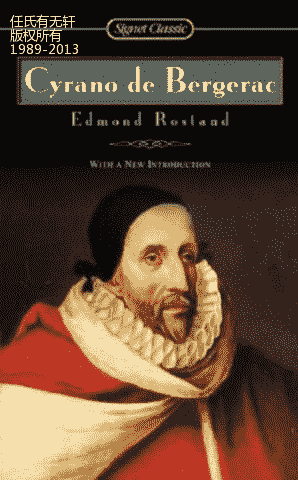 任氏有无轩
版权所有
1989-2013
Signet Classic
Cyrano de Bergerac
Edmond Rostand
WITH A NEW INTRODUCTION